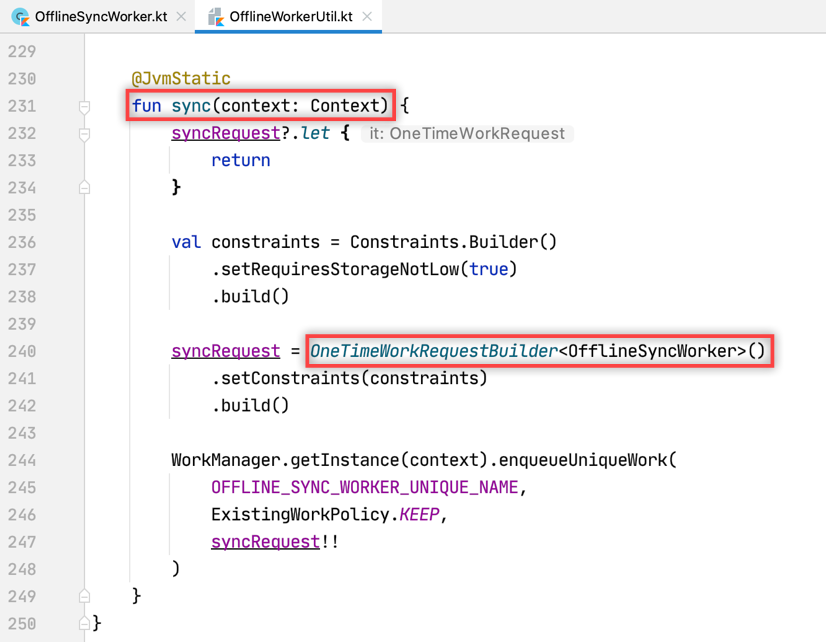 OfflineSyncWorker.kt OfflineWorkerUtil.kt
229
230 @JvmStatic
231 fun sync(context: Context) {
232 syncRequest?.let { it: OneTimeWorkRequest
233 return
234 }
235
236 val constraints = Constraints.Builder()
237 .setRequiresStorageNotLow(true)
238 .build()
239
240 syncRequest = OneTimeWorkRequestBuilder<OfflineSyncWorker>()
241 .setConstraints(constraints)
242 .build()
243
244 WorkManager.getInstance(context).enqueueUniqueWork(
245 OFFLINE_SYNC_WORKER_UNIQUE_NAME,
246 ExistingWorkPolicy.KEEP,
247 syncRequest!!
248 )
249 }
250 }